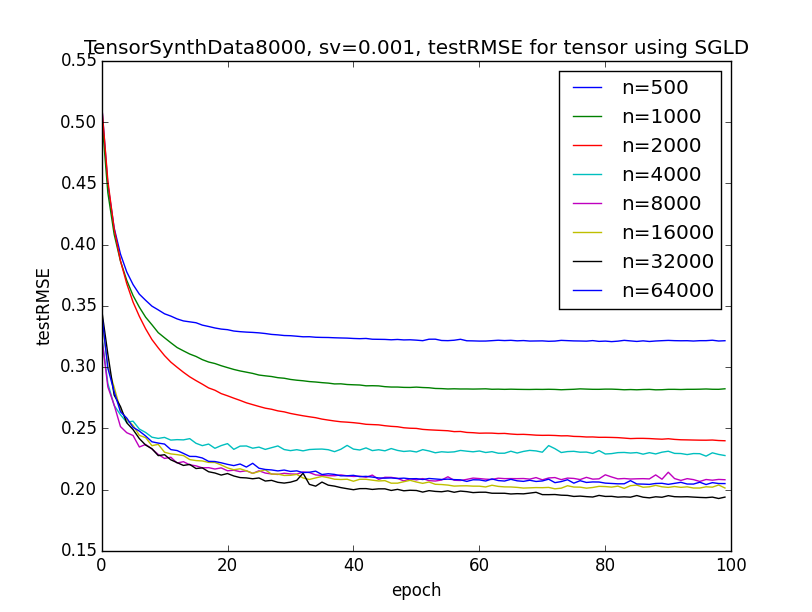 TensorSynthData8000, sv=0.001, testRMSE for tensor using SGLD
0.55
0.50
0.45
0.40
0.35
0.30
0.25
0.20
0.15
testRMSE
n=500
n=1000
n=2000
n=4000
n=8000
n=16000
n=32000
n=64000
0 20 40 60 80 100
epoch